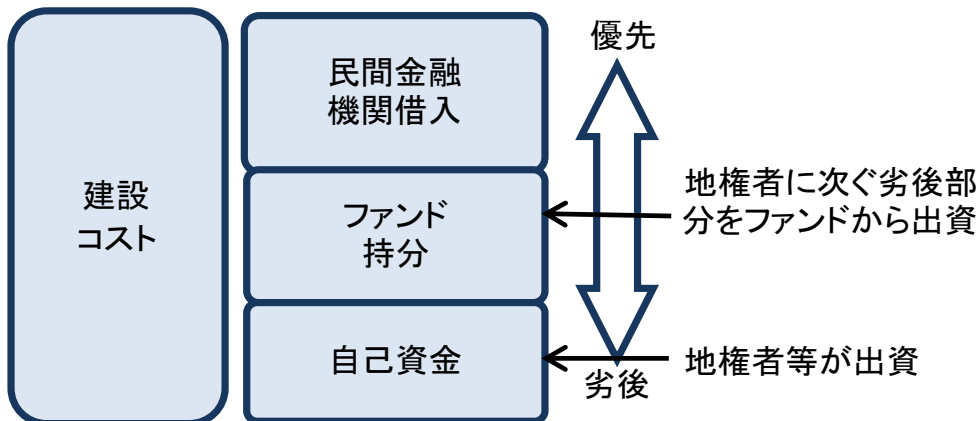 建設
コスト
民間金融
機関借入
ファンド
持分
自己資金
優先
劣後
地権者に次ぐ劣後部
分をファンドから出資
地権者等が出資